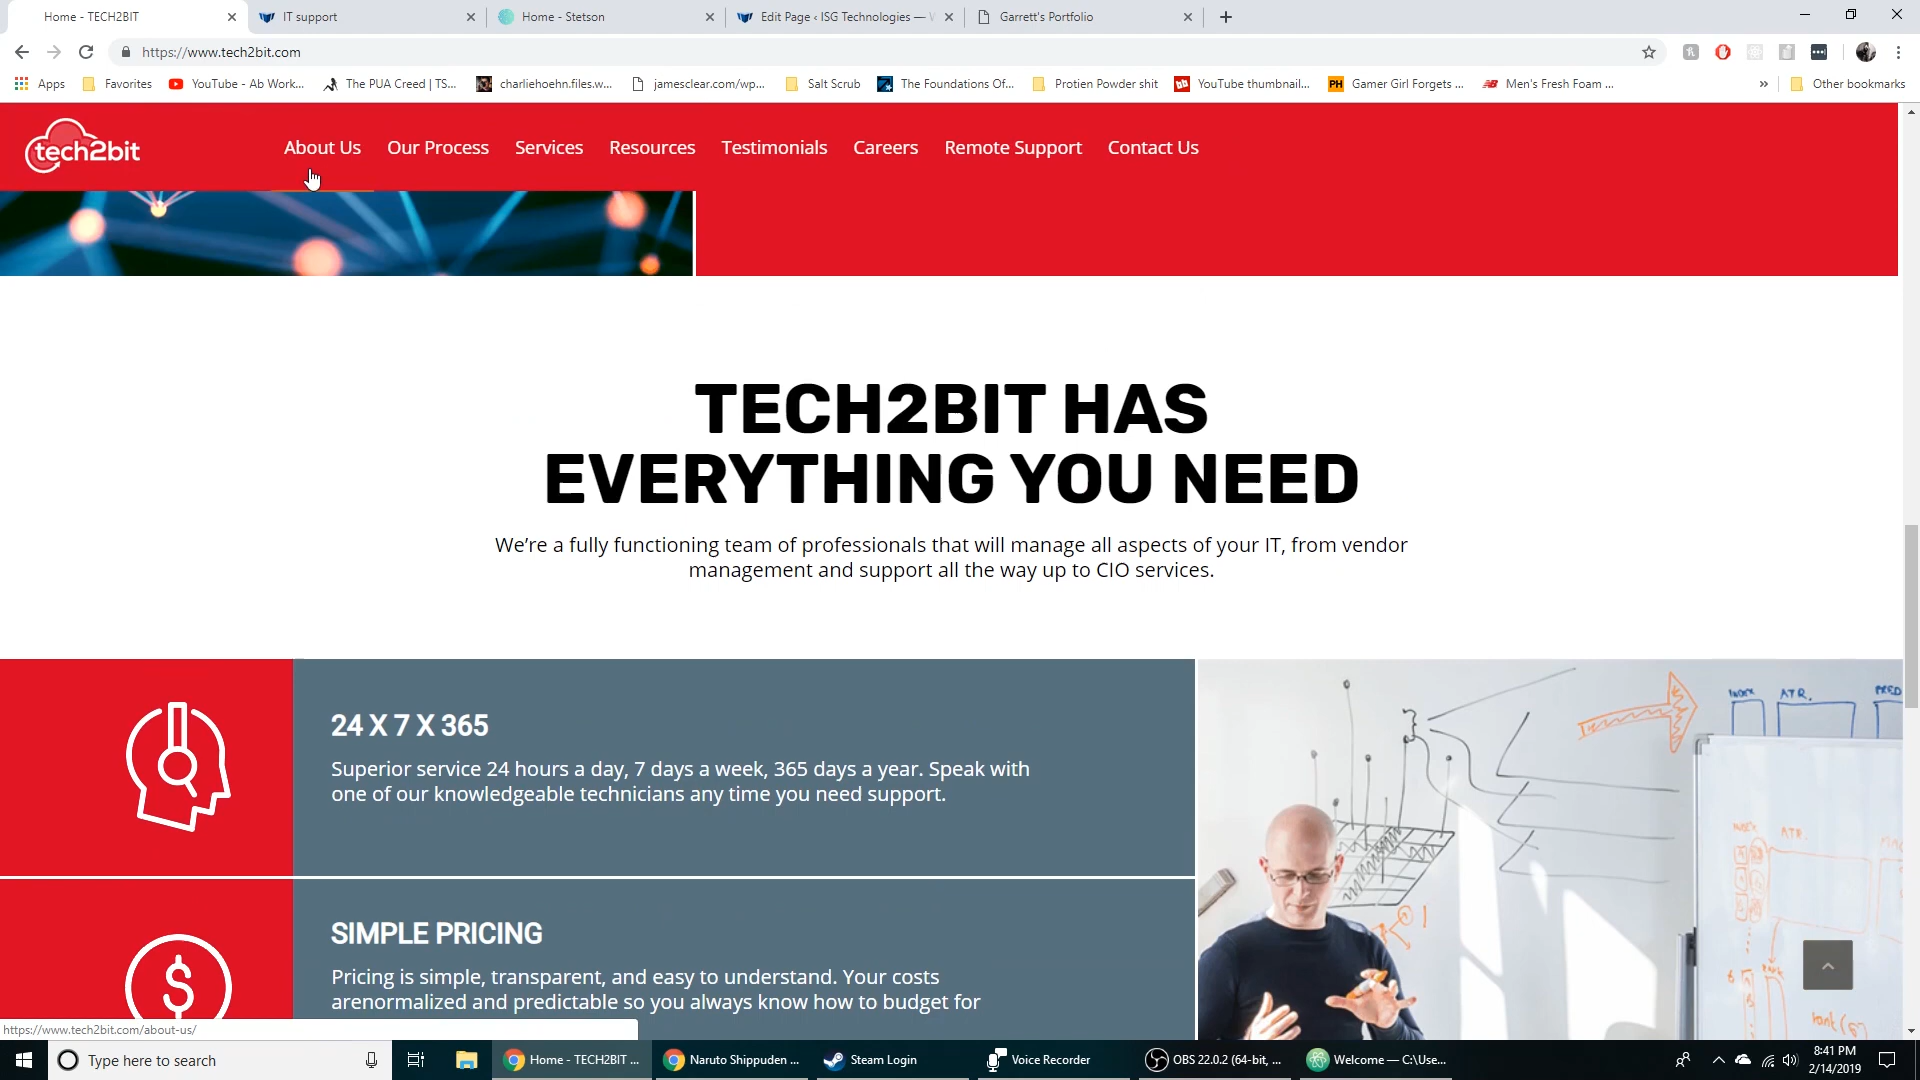 Home - TECH2BIT
IT support
Home - Stetson
Edit Page ‹ ISG Technologies — W
Garrett's Portfolio
https://www.tech2bit.com
Apps
Favorites
YouTube - Ab Work...
The PUA Creed | TS...
charliehoehn.files.w...
jamesclear.com/wp...
Salt Scrub
The Foundations Of...
Protien Powder shit
YouTube thumbnail...
Gamer Girl Forgets ...
Men's Fresh Foam ...
Other bookmarks
tech2bit
About Us
Our Process
Services
Resources
Testimonials
Careers
Remote Support
Contact Us
TECH2BIT HAS
EVERYTHING YOU NEED
We're a fully functioning team of professionals that will manage all aspects of your IT, from vendor
management and support all the way up to CIO services.
24 X 7 X 365
Superior service 24 hours a day, 7 days a week, 365 days a year. Speak with
one of our knowledgeable technicians any time you need support.
INDEX
ATR.
SIMPLE PRICING
Pricing is simple, transparent, and easy to understand. Your costs
arenormalized and predictable so you always know how to budget for
https://www.tech2bit.com/about-us/
Type here to search
Home - TECH2BIT ...
Naruto Shippuden ...
Steam Login
Voice Recorder
OBS 22.0.2 (64-bit, ...
Welcome — C:\Use...
8:41 PM
2/14/2019